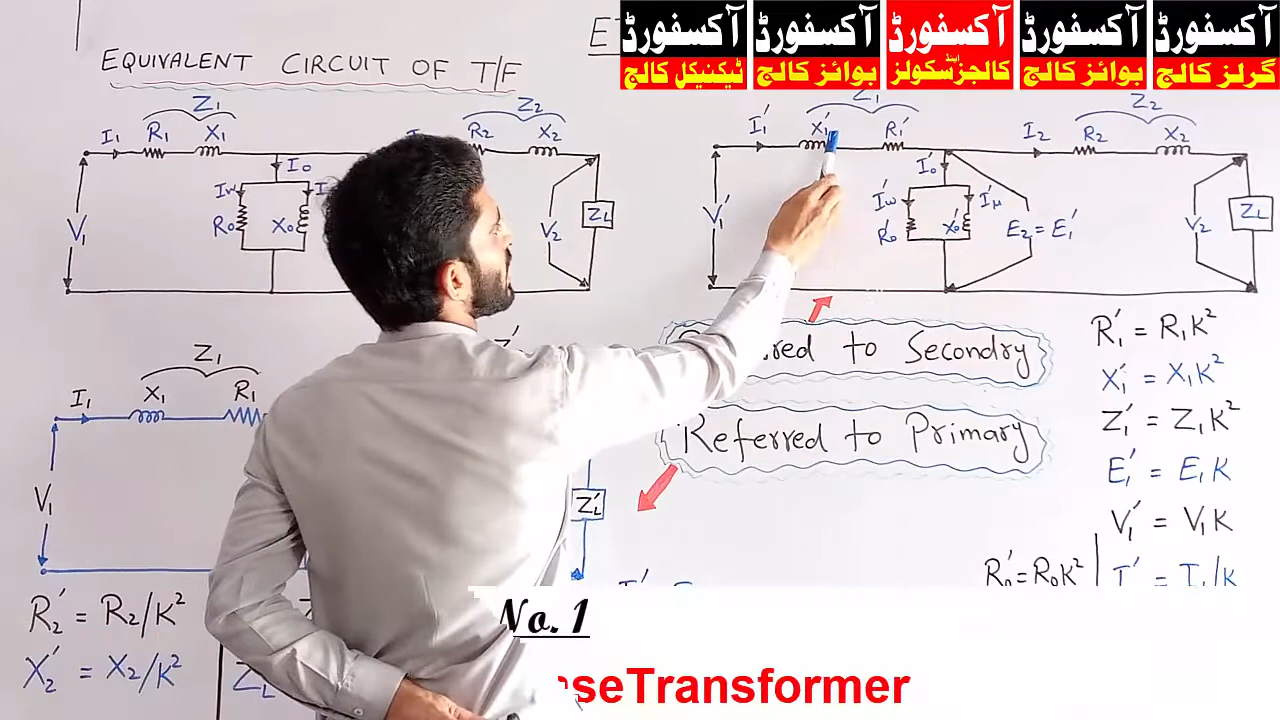 آکسفورڈ
ٹیکنیکل کالج
آکسفورڈ
بوائز کالج
آکسفورڈ
کالجز اینڈ سکولز
آکسفورڈ
بوائز کالج
آکسفورڈ
گرلز کالج
EQUIVALENT CIRCUIT OF T/F
Z₁
I₁ R₁ X₁
I₀
Iw
R₀ X₀
V₁
Z₂
R₂ X₂
V₂
ZL
Z₁
I₁' X₁' R₁'
I₀'
Iw' Iμ'
R₀' X₀'
V₁'
E₂ = E₁'
Z₂
I₂ R₂ X₂
V₂
ZL
to Secondry
Referred to Primary
Z₁
I₁ X₁ R₁
V₁
ZL'
R₂' = R₂/K²
X₂' = X₂/K²
ZL
R₁' = R₁K²
X₁' = X₁K²
Z₁' = Z₁K²
E₁' = E₁K
V₁' = V₁K
R₀' = R₀K²
No. 1
Transformer